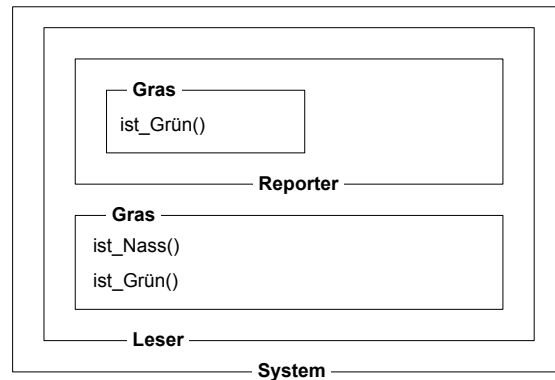 Gras
ist_Grün()
Reporter
Gras
ist_Nass()
ist_Grün()
Leser
System